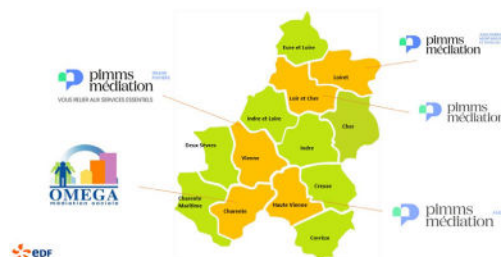 Eure et Loire
pimms
médiation
Loiret
pimms
médiation
VOUS RELIER AUX SERVICES ESSENTIELS
Loir et Cher
pimms
médiation
Indre et Loire
Cher
Deux Sèvres
Indre
Vienne
OMEGA
médiation sociale
Creuse
Charente
Maritime
Charente
Haute Vienne
pimms
médiation
Corrèze
edf